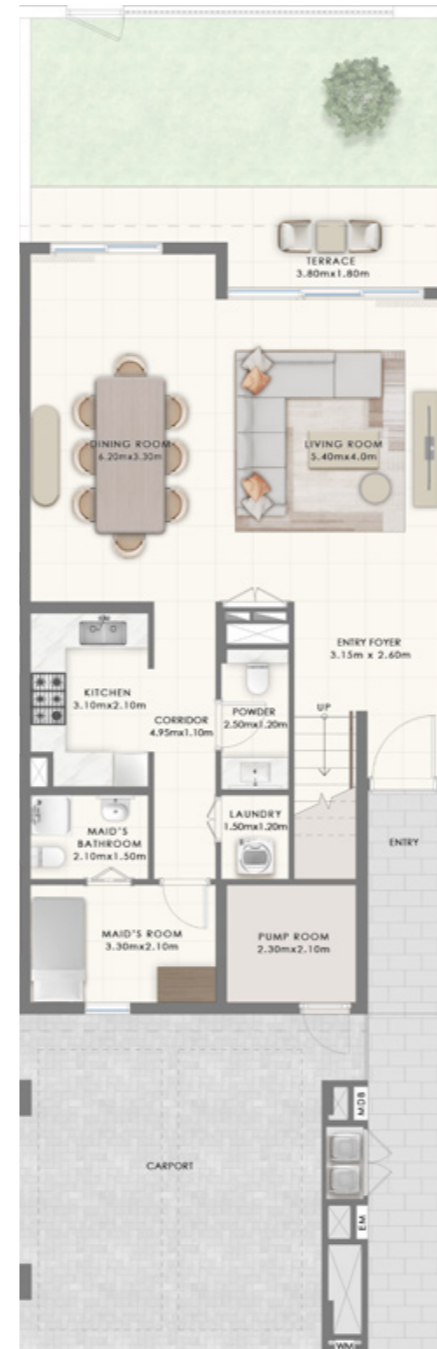 TERRACE
3.80mx1.80m
DINING ROOM
6.20mx3.30m
LIVING ROOM
5.40mx4.0m
ENTRY FOYER
3.15m x 2.60m
KITCHEN
3.10mx2.10m
CORRIDOR
4.95mx1.10m
POWDER
2.50mx1.20m
UP
LAUNDRY
1.50mx1.20m
MAID'S
BATHROOM
2.10mx1.50m
ENTRY
MAID'S ROOM
3.30mx2.10m
PUMP ROOM
2.30mx2.10m
MDB
CARPORT
EM
WM